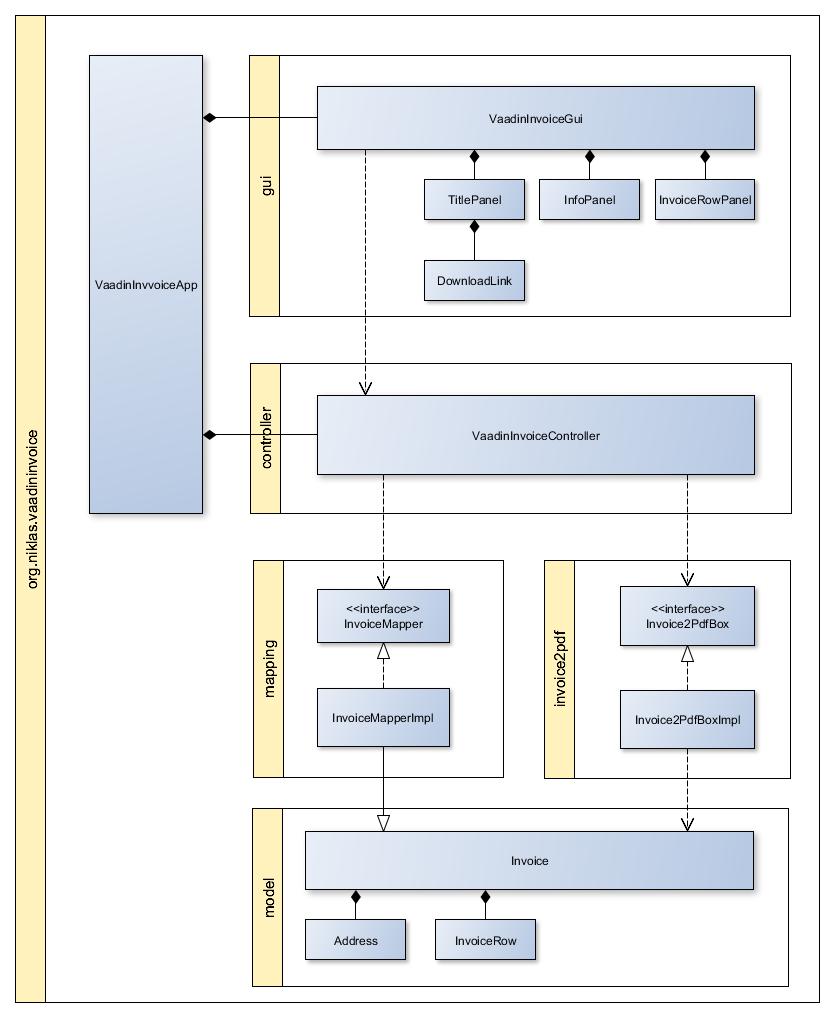 org.niklas.vaadininvoice
VaadinInvvoiceApp
gui
VaadinInvoiceGui
TitlePanel
InfoPanel
InvoiceRowPanel
DownloadLink
controller
VaadinInvoiceController
mapping
<<interface>>
InvoiceMapper
InvoiceMapperImpl
invoice2pdf
<<interface>>
Invoice2PdfBox
Invoice2PdfBoxImpl
model
Invoice
Address
InvoiceRow